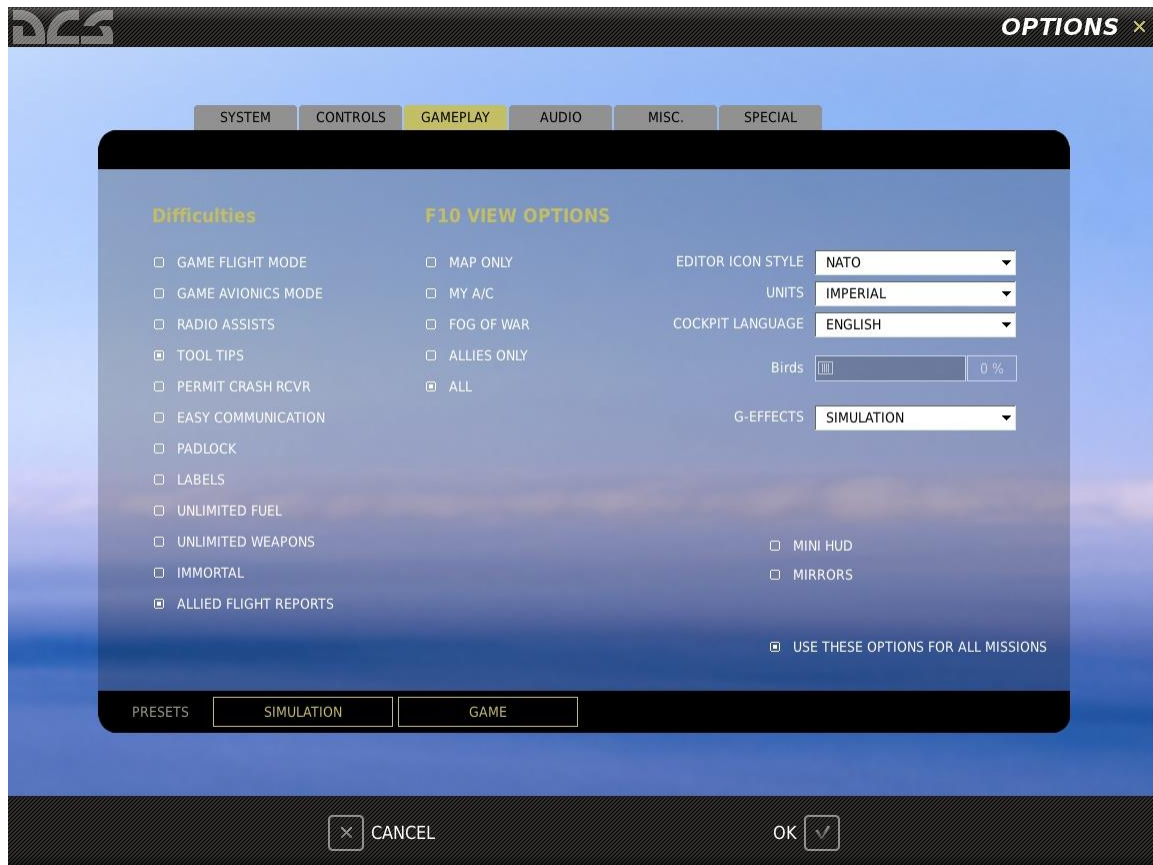 DCS
OPTIONS
SYSTEM CONTROLS GAMEPLAY AUDIO MISC. SPECIAL
Difficulties
GAME FLIGHT MODE
GAME AVIONICS MODE
RADIO ASSISTS
TOOL TIPS
PERMIT CRASH RCVR
EASY COMMUNICATION
PADLOCK
LABELS
UNLIMITED FUEL
UNLIMITED WEAPONS
IMMORTAL
ALLIED FLIGHT REPORTS
F10 VIEW OPTIONS
MAP ONLY
MY A/C
FOG OF WAR
ALLIES ONLY
ALL
EDITOR ICON STYLE NATO
UNITS IMPERIAL
COCKPIT LANGUAGE ENGLISH
Birds 0 %
G-EFFECTS SIMULATION
MINI HUD
MIRRORS
USE THESE OPTIONS FOR ALL MISSIONS
PRESETS SIMULATION GAME
CANCEL OK